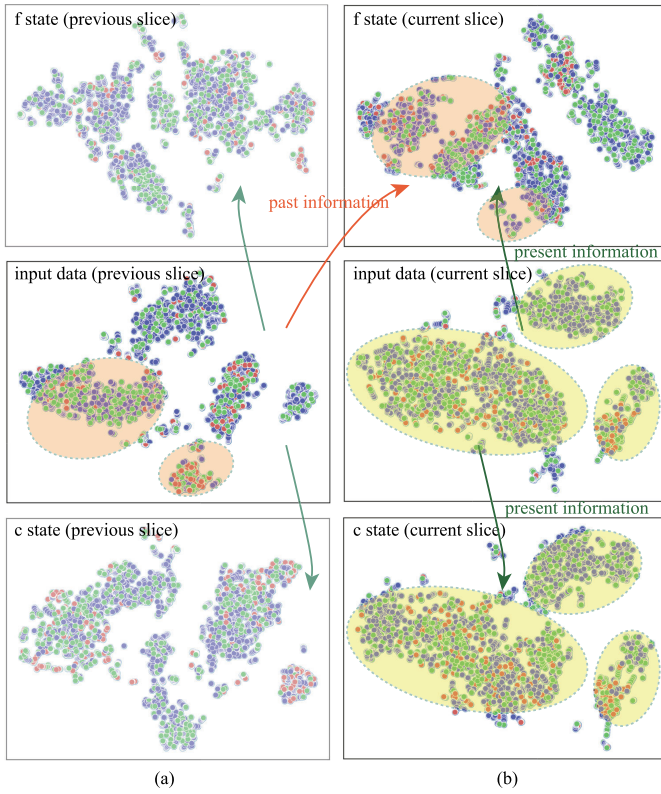 f state (previous slice)
f state (current slice)
past information
present information
input data (previous slice)
input data (current slice)
present information
c state (previous slice)
c state (current slice)
(a)
(b)